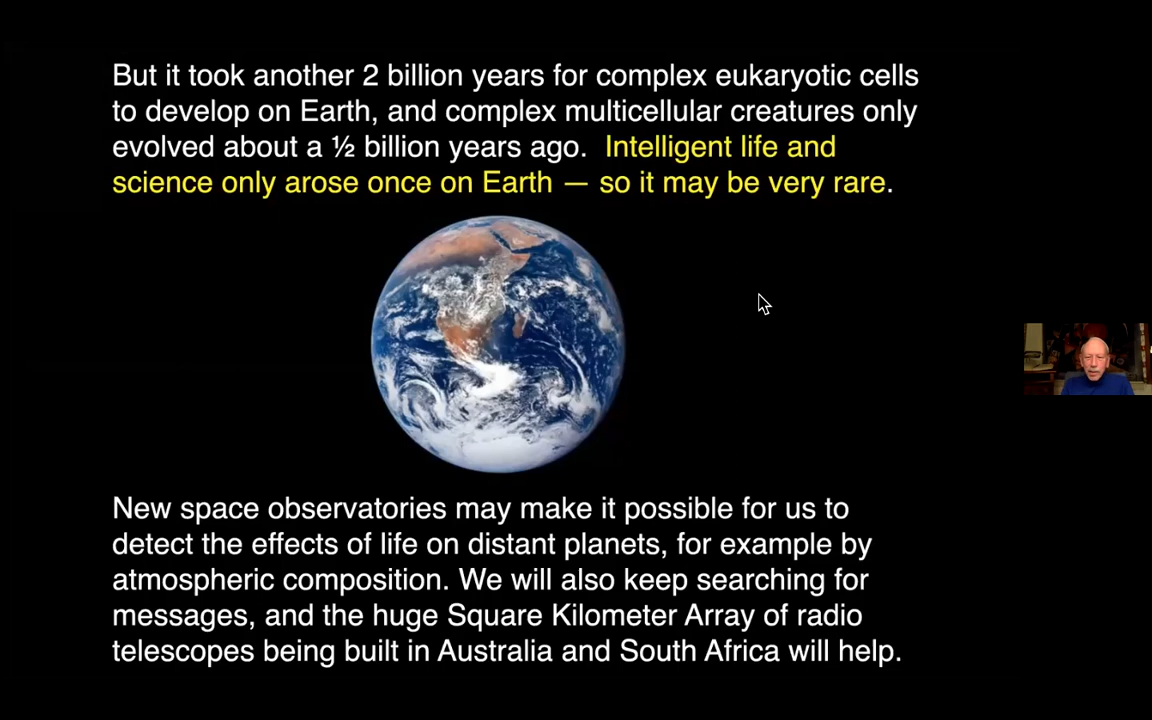 But it took another 2 billion years for complex eukaryotic cells
to develop on Earth, and complex multicellular creatures only
evolved about a ½ billion years ago.  Intelligent life and
science only arose once on Earth — so it may be very rare.
New space observatories may make it possible for us to
detect the effects of life on distant planets, for example by
atmospheric composition. We will also keep searching for
messages, and the huge Square Kilometer Array of radio
telescopes being built in Australia and South Africa will help.